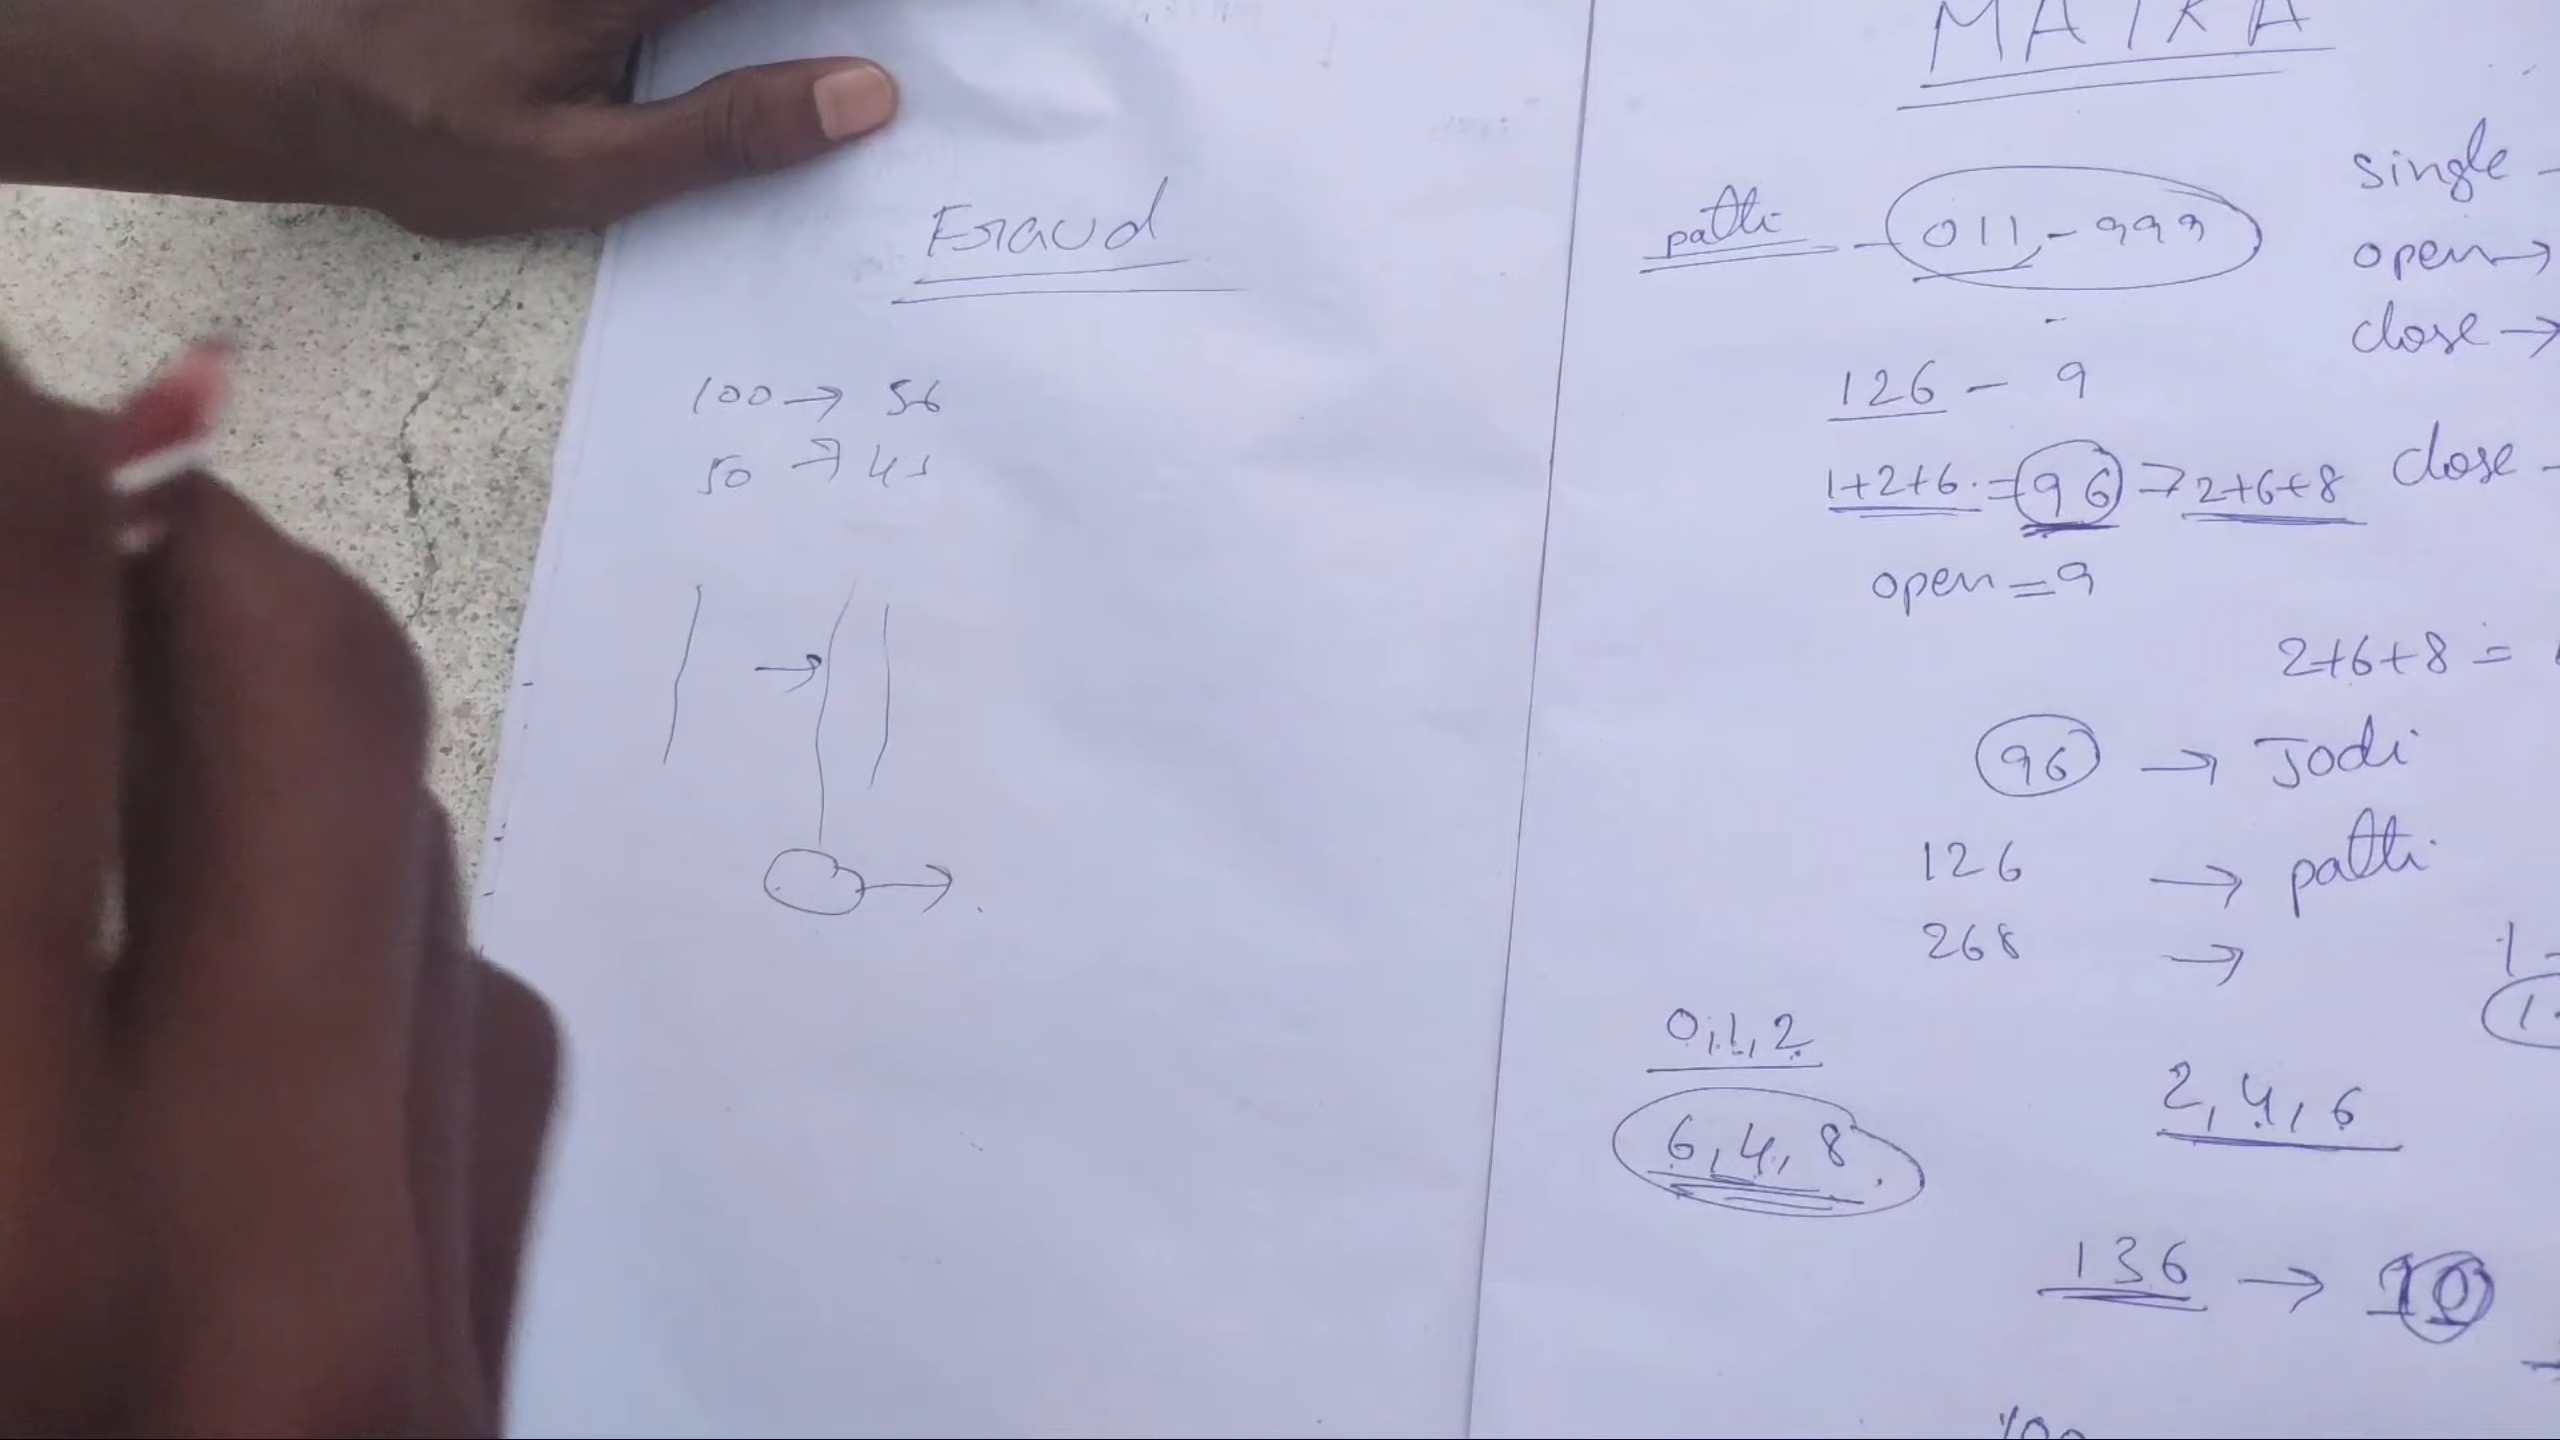 Fraud
100 → 56
50 →
MATKA
patti - 011 - 999
single -
open →
close →
126 - 9
1+2+6 = 96 → 2+6+8
close -
open = 9
2+6+8 =
96 → Jodi
126 → patti
268 →
0,1,2
6,4,8
2,4,6
136 → 10